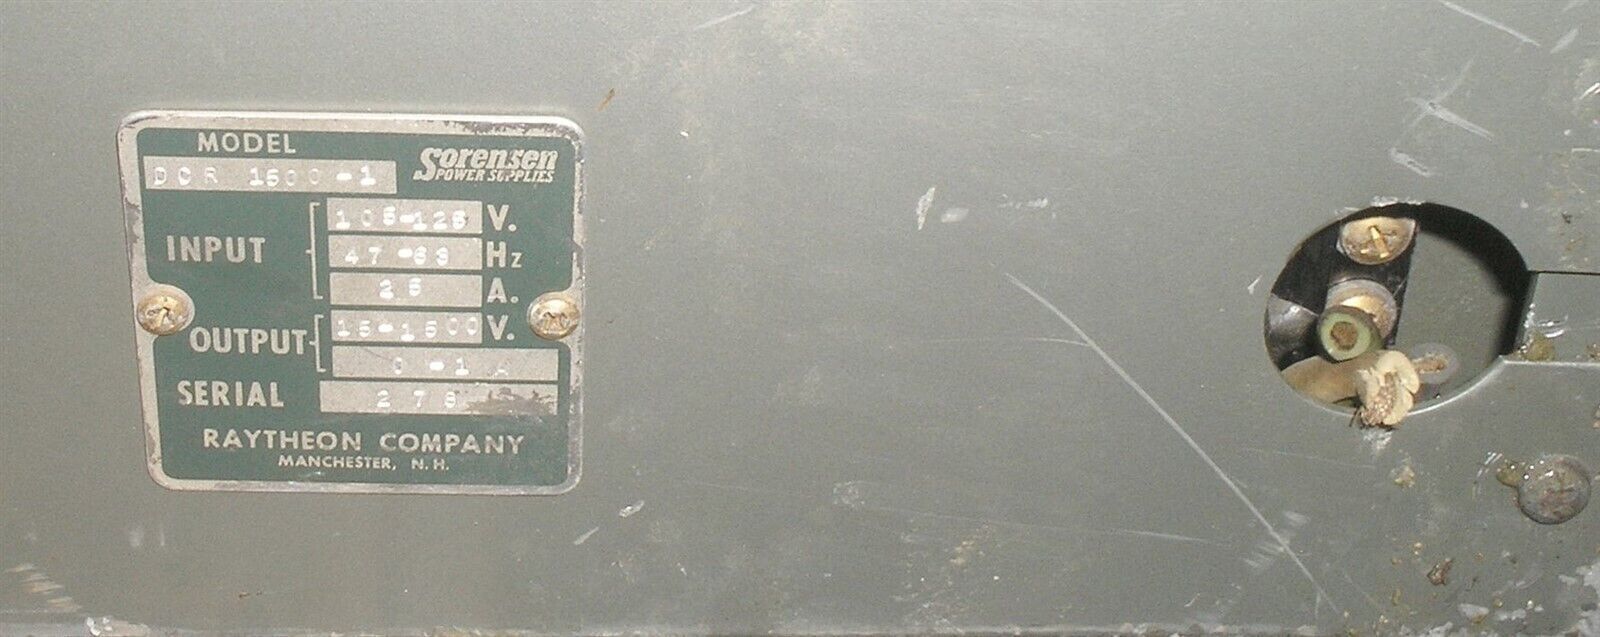 MODEL
DCR 1500-1
Sorensen
POWER SUPPLIES
INPUT
105-125 V.
47-63 Hz
25 A.
OUTPUT
15-1500 V.
0-1 A
SERIAL
278
RAYTHEON COMPANY
MANCHESTER, N.H.